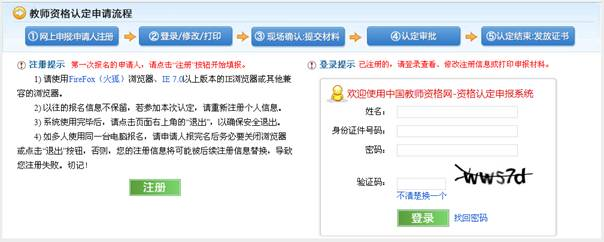 教师资格认定申请流程
①网上申报申请人注册
②登录/修改/打印
③现场确认:提交材料
④认定审批
⑤认定结束:发放证书
注册提示 第一次报名的申请人,请点击“注册”按钮开始填报。
1) 请使用FireFox(火狐)浏览器、IE 7.0以上版本的IE浏览器或其他兼
容的浏览器。
2) 以往的报名信息不保留,若参加本次认定,请重新注册个人信息。
3) 系统使用完毕后,请点击页面右上角的“退出”,以确保安全退出。
4) 如多人使用同一台电脑报名,请申请人报完名后务必要关闭浏览器
或点击“退出”按钮,否则,您的注册信息将可能被后续注册信息替换,导致
您注册失败。切记!
注册
登录提示 已注册的,请登录查看、修改注册信息或打印申报材料。
欢迎使用中国教师资格网-资格认定申报系统
姓名:
身份证件号码:
密码:
验证码:
wws7d
不清楚换一个
登录 找回密码